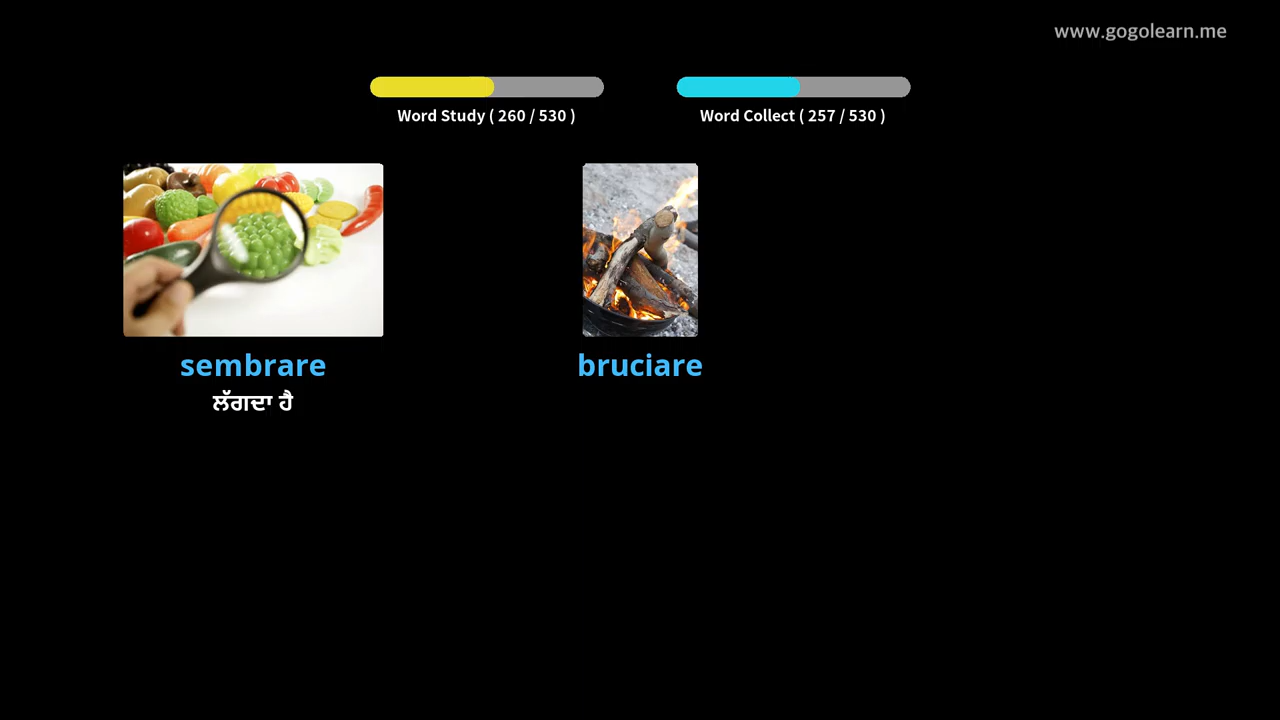 www.gogolearn.me
Word Study ( 260 / 530 )
Word Collect ( 257 / 530 )
sembrare
ਲੱਗਦਾ ਹੈ
bruciare